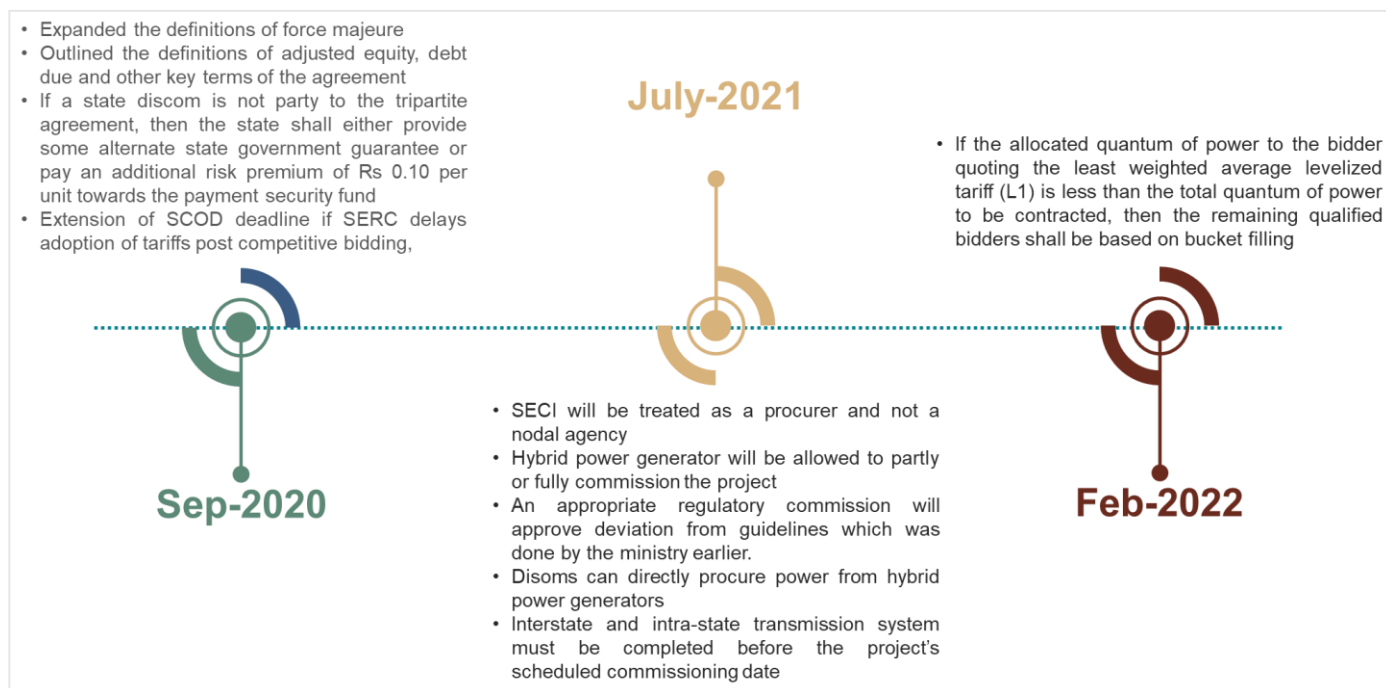 • Expanded the definitions of force majeure
• Outlined the definitions of adjusted equity, debt
due and other key terms of the agreement
• If a state discom is not party to the tripartite
agreement, then the state shall either provide
some alternate state government guarantee or
pay an additional risk premium of Rs 0.10 per
unit towards the payment security fund
• Extension of SCOD deadline if SERC delays
adoption of tariffs post competitive bidding,
Sep-2020
July-2021
• SECI will be treated as a procurer and not a
nodal agency
• Hybrid power generator will be allowed to partly
or fully commission the project
• An appropriate regulatory commission will
approve deviation from guidelines which was
done by the ministry earlier.
• Disoms can directly procure power from hybrid
power generators
• Interstate and intra-state transmission system
must be completed before the project's
scheduled commissioning date
• If the allocated quantum of power to the bidder
quoting the least weighted average levelized
tariff (L1) is less than the total quantum of power
to be contracted, then the remaining qualified
bidders shall be based on bucket filling
Feb-2022